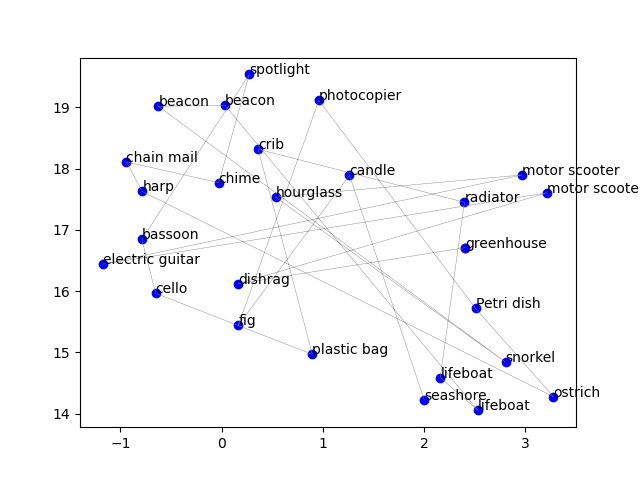 spotlight
beacon
beacon
photocopier
crib
chain mail
candle
chime
motor scooter
harp
hourglass
motor scoote
radiator
bassoon
greenhouse
electric guitar
dishrag
cello
Petri dish
fig
plastic bag
snorkel
lifeboat
seashore
ostrich
lifeboat
19
18
17
16
15
14
−1
0
1
2
3